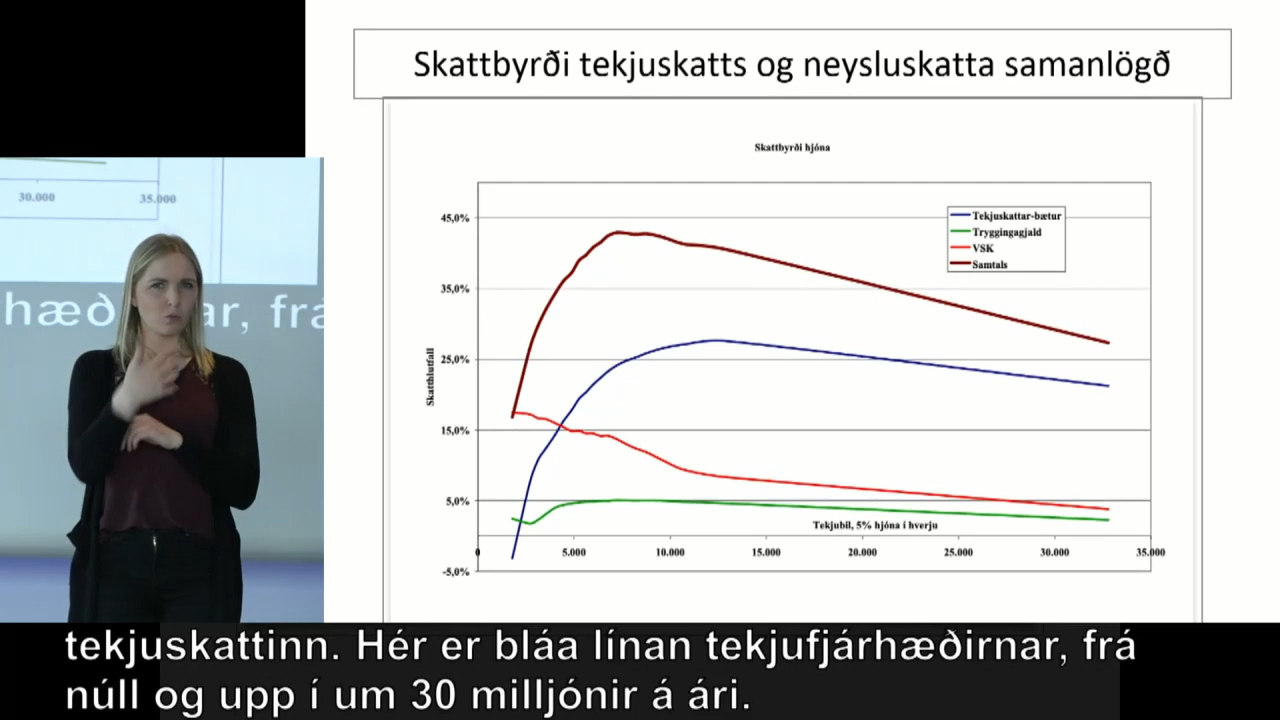 Skattbyrði tekjuskatts og neysluskatta samanlögð
Skattbyrði hjóna
45,0%
35,0%
25,0%
15,0%
5,0%
-5,0%
Skatthlutfall
Tekjuskattar-bætur
Tryggingagjald
VSK
Samtals
Tekjubil, 5% hjóna í hverju
0 5.000 10.000 15.000 20.000 25.000 30.000 35.000
30.000 35.000
ar, frá
tekjuskattinn. Hér er bláa línan tekjufjárhæðirnar, frá
núll og upp í um 30 milljónir á ári.